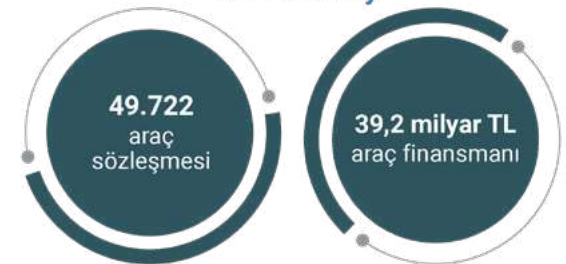 49.722
araç
sözleşmesi
39,2 milyar TL
araç finansmanı